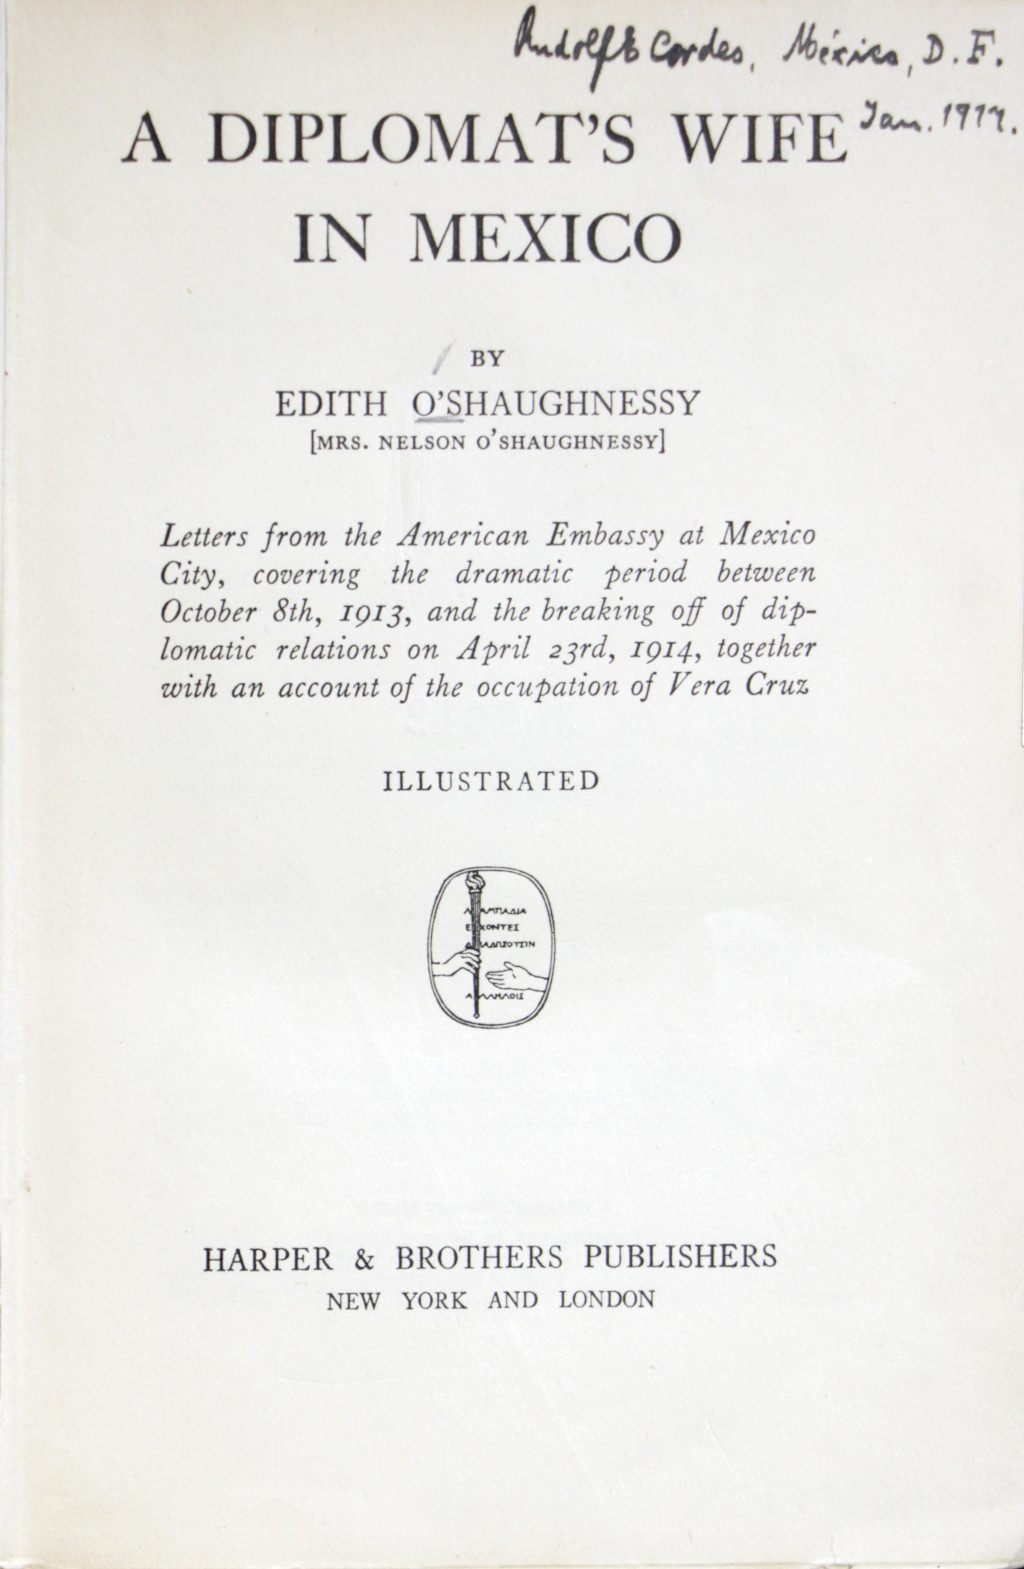 Rudolf E Cordes, México, D. F.
Jan. 1977.
A DIPLOMAT'S WIFE
IN MEXICO
BY
EDITH O'SHAUGHNESSY
[MRS. NELSON O'SHAUGHNESSY]
Letters from the American Embassy at Mexico
City, covering the dramatic period between
October 8th, 1913, and the breaking off of dip-
lomatic relations on April 23rd, 1914, together
with an account of the occupation of Vera Cruz
ILLUSTRATED
HARPER & BROTHERS PUBLISHERS
NEW YORK AND LONDON